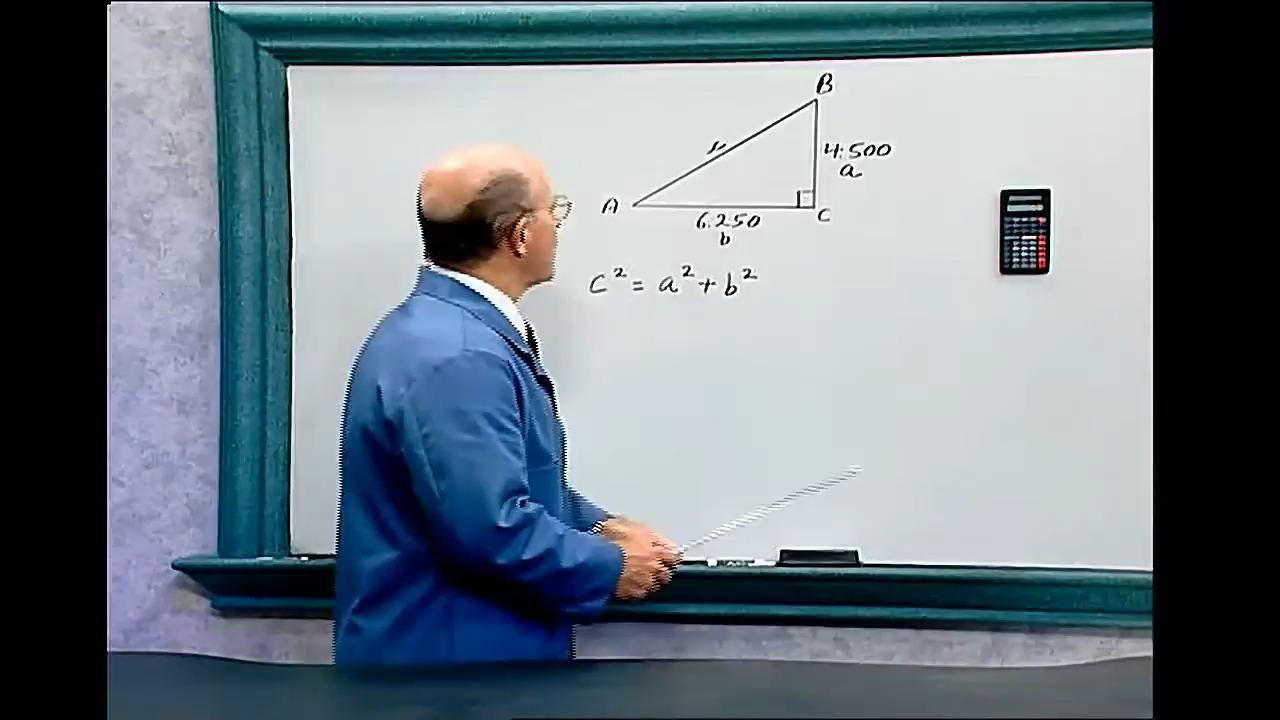 B
4.500
a
A
C
6.250
b
c² = a² + b²